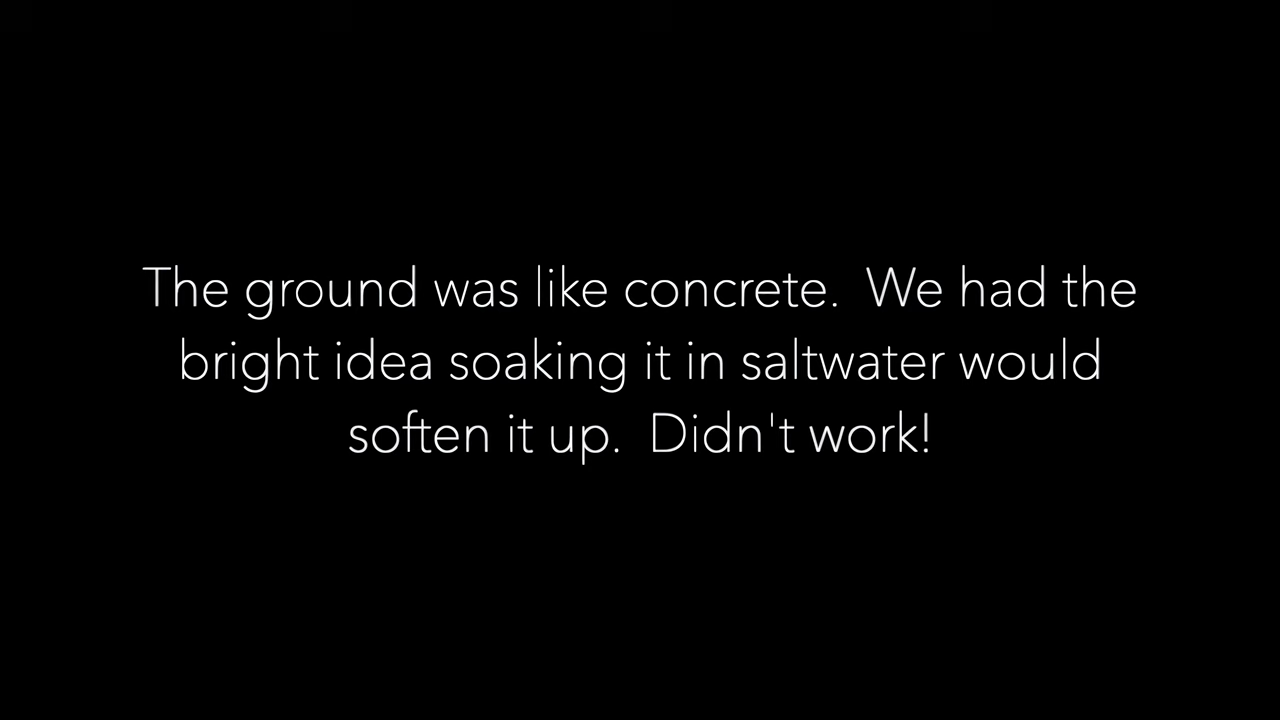 The ground was like concrete.  We had the
bright idea soaking it in saltwater would
soften it up.  Didn't work!